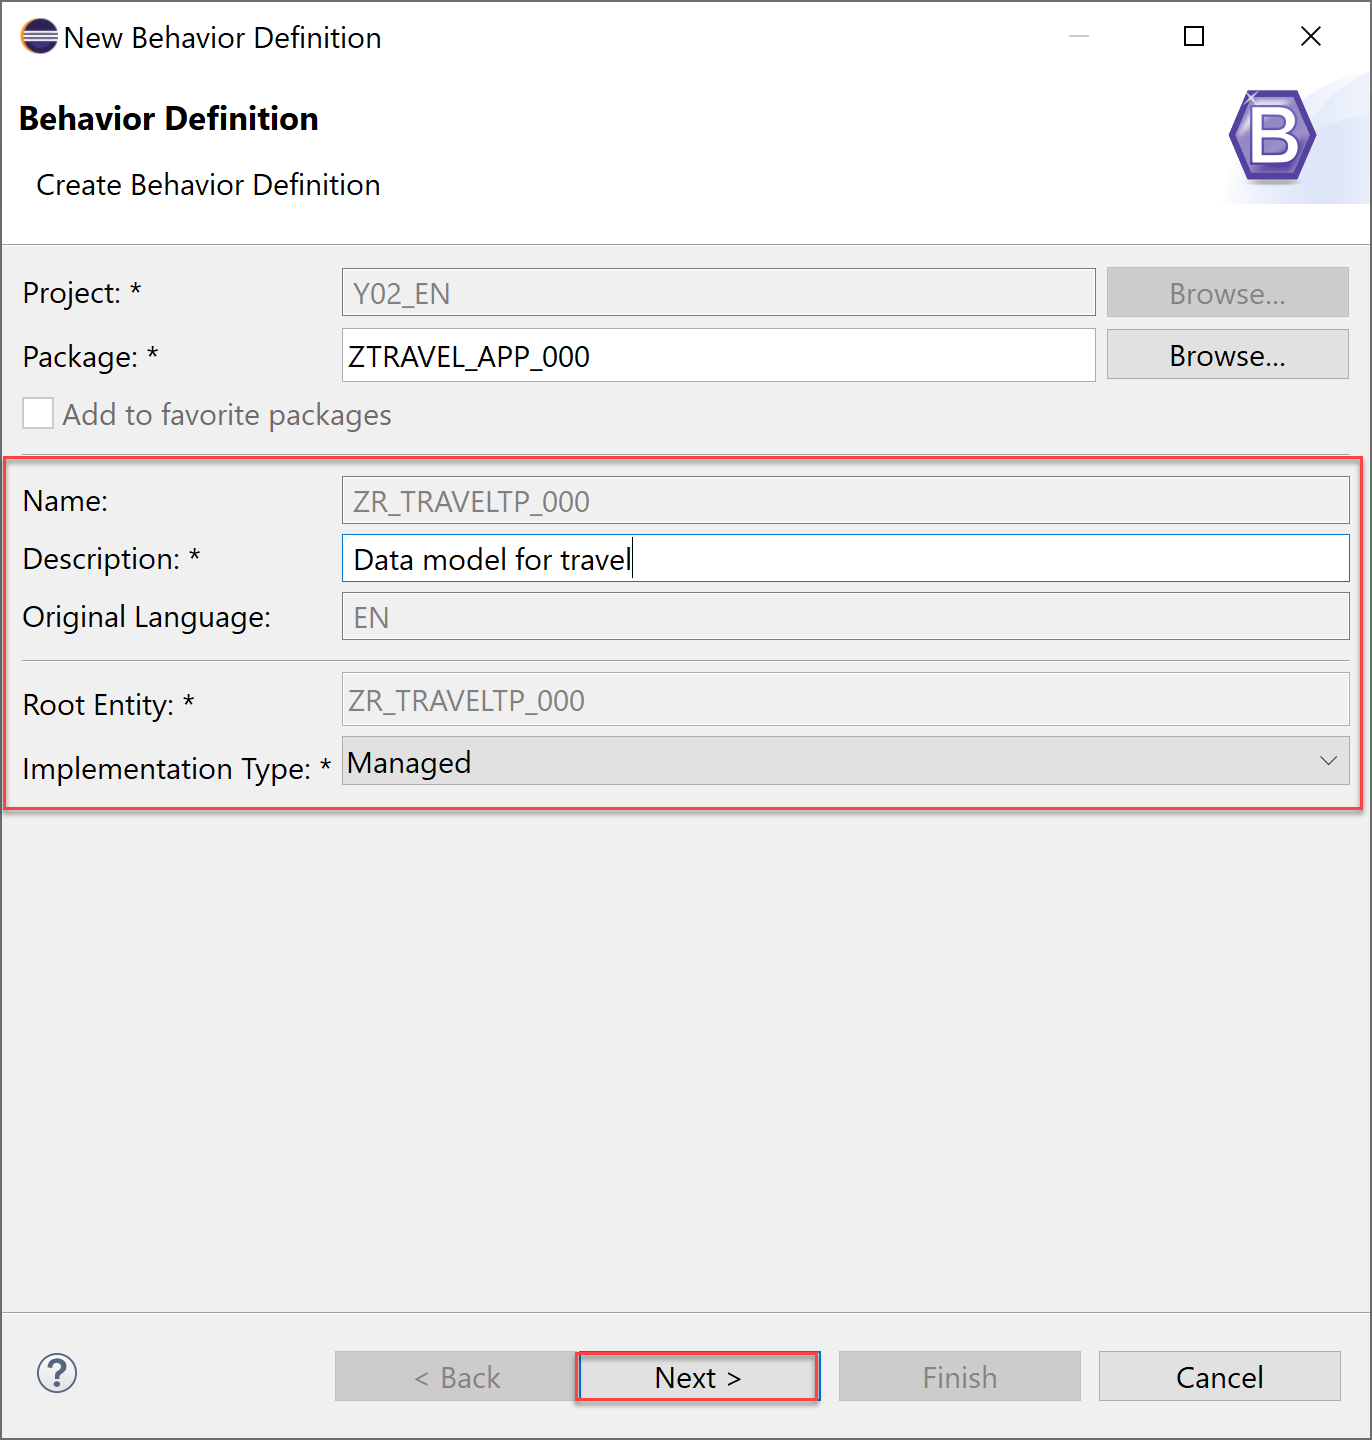 New Behavior Definition
Behavior Definition
B
Create Behavior Definition
Project: * Y02_EN Browse...
Package: * ZTRAVEL_APP_000 Browse...
Add to favorite packages
Name: ZR_TRAVELTP_000
Description: * Data model for travel
Original Language: EN
Root Entity: * ZR_TRAVELTP_000
Implementation Type: * Managed
? < Back Next > Finish Cancel